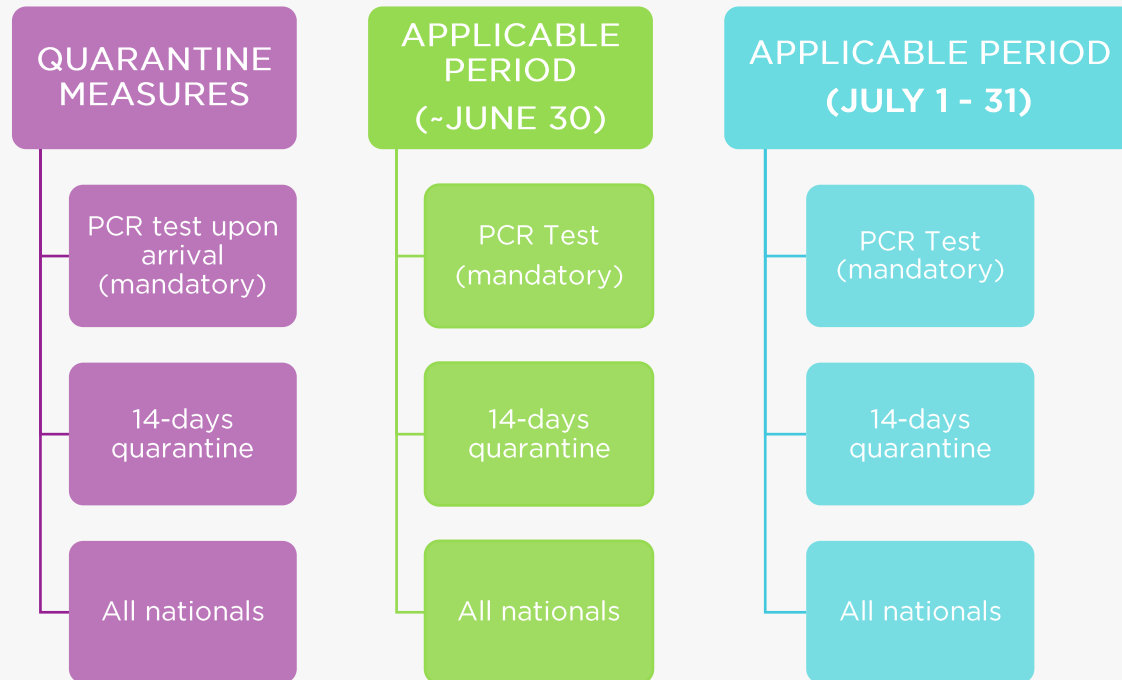 QUARANTINE
MEASURES
PCR test upon
arrival
(mandatory)
14-days
quarantine
All nationals
APPLICABLE
PERIOD
(~JUNE 30)
PCR Test
(mandatory)
14-days
quarantine
All nationals
APPLICABLE PERIOD
(JULY 1 - 31)
PCR Test
(mandatory)
14-days
quarantine
All nationals